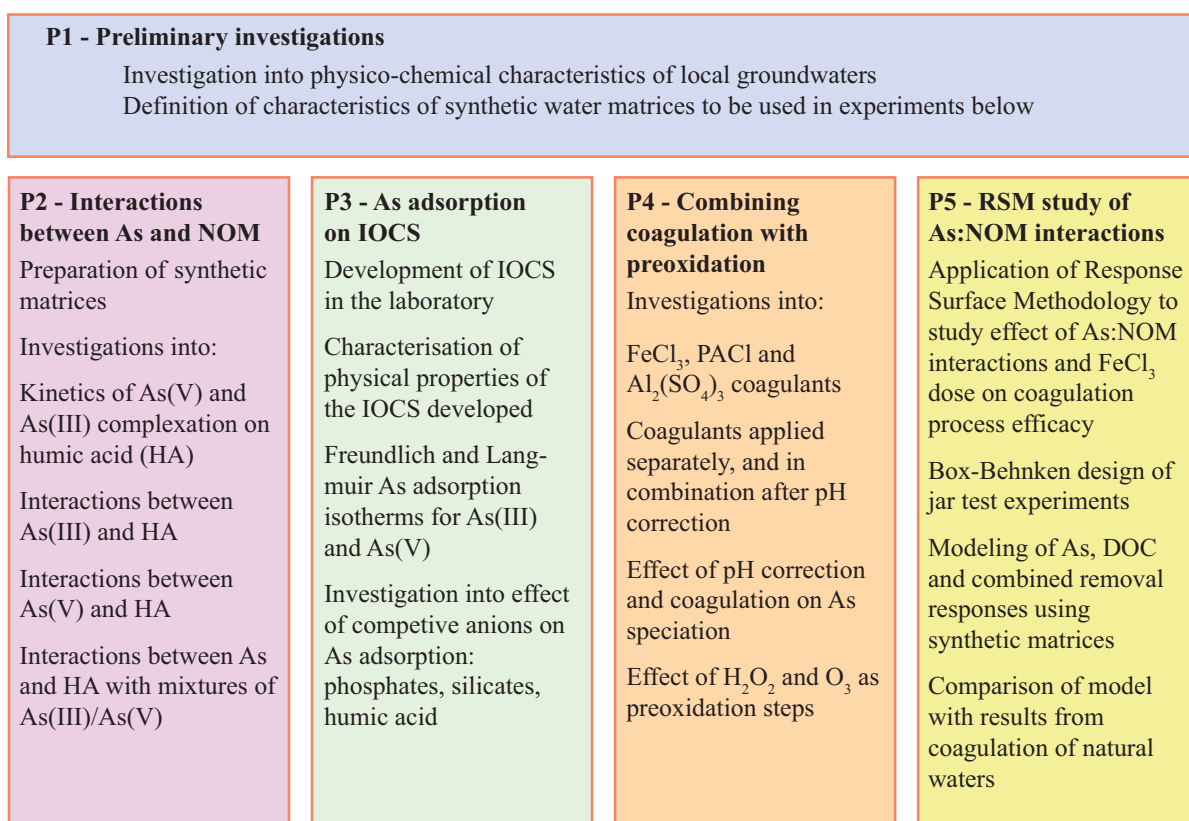 P1 - Preliminary investigations
Investigation into physico-chemical characteristics of local groundwaters
Definition of characteristics of synthetic water matrices to be used in experiments below
P2 - Interactions
between As and NOM
Preparation of synthetic
matrices
Investigations into:
Kinetics of As(V) and
As(III) complexation on
humic acid (HA)
Interactions between
As(III) and HA
Interactions between
As(V) and HA
Interactions between As
and HA with mixtures of
As(III)/As(V)
P3 - As adsorption
on IOCS
Development of IOCS
in the laboratory
Characterisation of
physical properties of
the IOCS developed
Freundlich and Lang-
muir As adsorption
isotherms for As(III)
and As(V)
Investigation into effect
of competive anions on
As adsorption:
phosphates, silicates,
humic acid
P4 - Combining
coagulation with
preoxidation
Investigations into:
FeCl₃, PACl and
Al₂(SO₄)₃ coagulants
Coagulants applied
separately, and in
combination after pH
correction
Effect of pH correction
and coagulation on As
speciation
Effect of H₂O₂ and O₃ as
preoxidation steps
P5 - RSM study of
As:NOM interactions
Application of Response
Surface Methodology to
study effect of As:NOM
interactions and FeCl₃
dose on coagulation
process efficacy
Box-Behnken design of
jar test experiments
Modeling of As, DOC
and combined removal
responses using
synthetic matrices
Comparison of model
with results from
coagulation of natural
waters